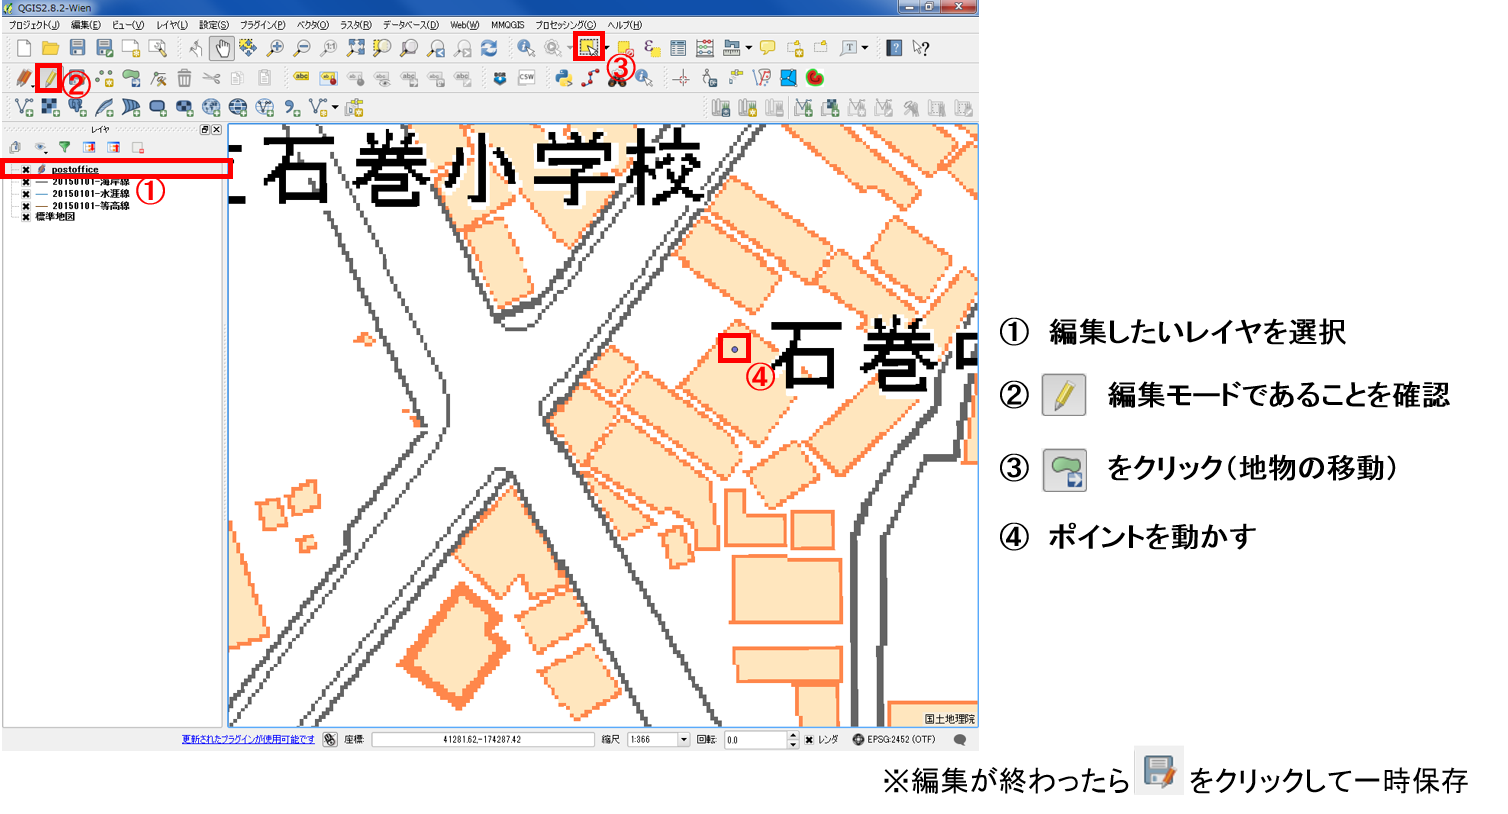 QGIS2.8.2-Wien
プロジェクト(J) 編集(E) ビュー(V) レイヤ(L) 設定(S) プラグイン(P) ベクタ(O) ラスタ(R) データベース(D) Web(W) MMQGIS プロセッシング(C) ヘルプ(H)
③
②
レイヤ
postoffice
20150101-海岸線
①
20150101-水涯線
20150101-等高線
標準地図
石巻小学校
石巻
④
国土地理院
更新されたプラグインが使用可能です 座標: 41281.62,-174287.42 縮尺 1:366 回転: 0.0 レンダ EPSG:2452 (OTF)
① 編集したいレイヤを選択
② 編集モードであることを確認
③ をクリック(地物の移動)
④ ポイントを動かす
※編集が終わったら をクリックして一時保存